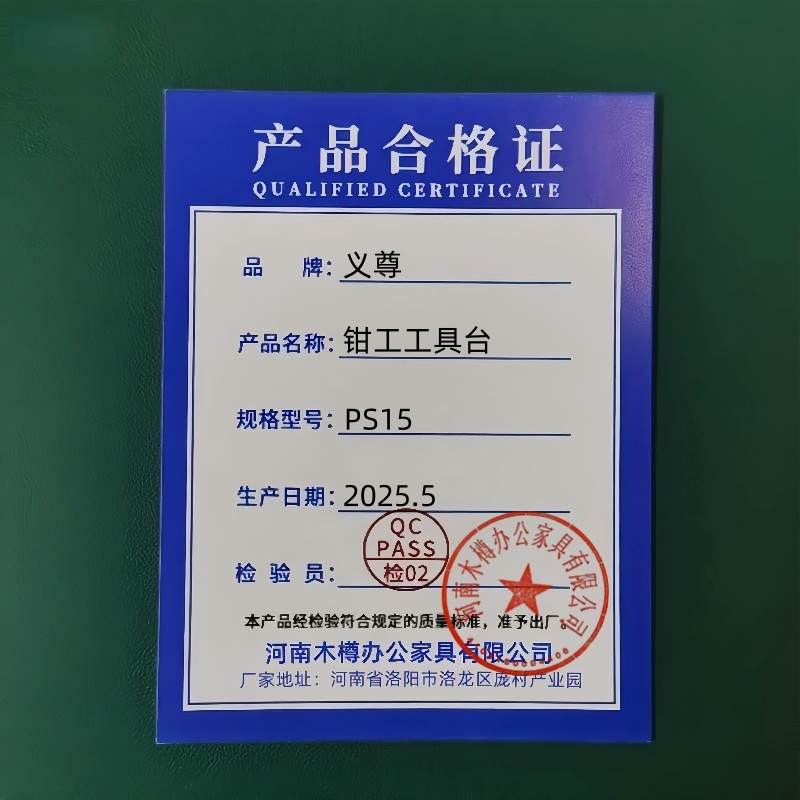 产品合格证
QUALIFIED CERTIFICATE
品 牌：义尊
产品名称：钳工工具台
规格型号：PS15
生产日期：2025.5
检 验 员：
QC
PASS
检02
河南木樽办公家具有限公司
本产品经检验符合规定的质量标准，准予出厂。
河南木樽办公家具有限公司
厂家地址：河南省洛阳市洛龙区庞村产业园